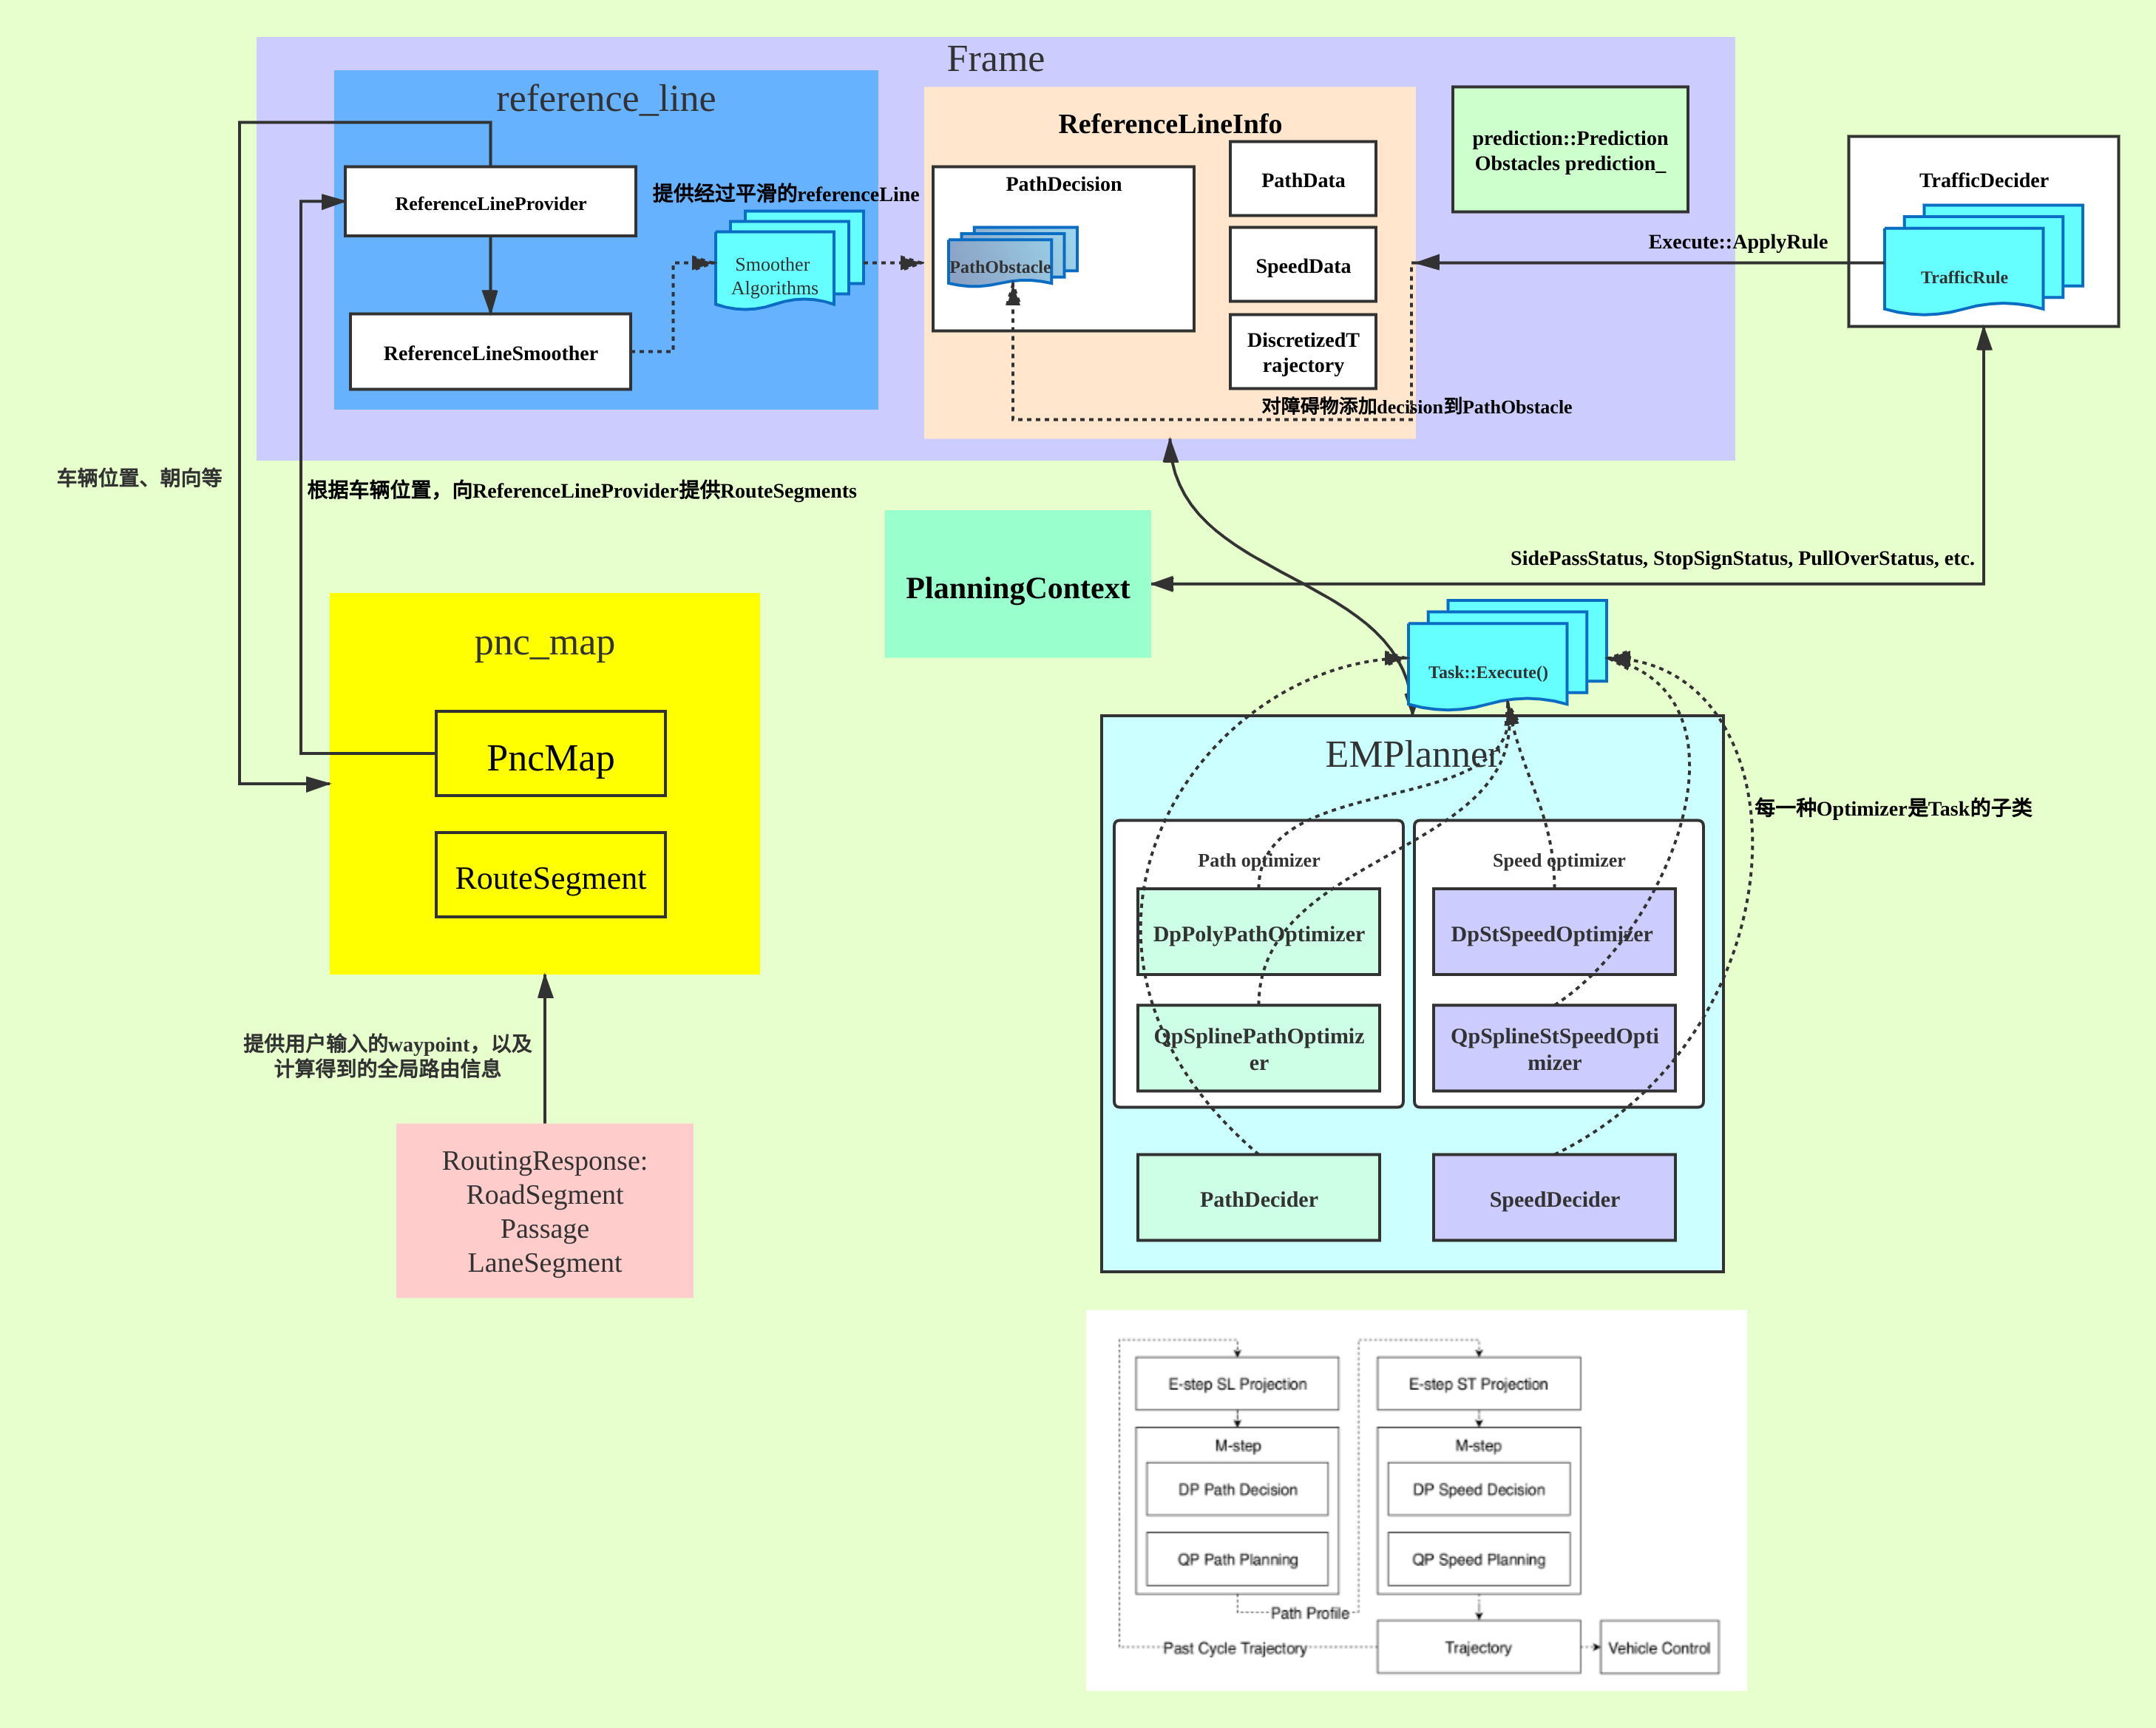 Frame
reference_line
ReferenceLineProvider
ReferenceLineSmoother
提供经过平滑的referenceLine
Smoother
Algorithms
ReferenceLineInfo
PathDecision
PathObstacle
PathData
SpeedData
DiscretizedT
rajectory
对障碍物添加decision到PathObstacle
prediction::Prediction
Obstacles prediction_
Execute::ApplyRule
TrafficDecider
TrafficRule
车辆位置、朝向等
根据车辆位置，向ReferenceLineProvider提供RouteSegments
PlanningContext
SidePassStatus, StopSignStatus, PullOverStatus, etc.
pnc_map
PncMap
RouteSegment
提供用户输入的waypoint，以及
计算得到的全局路由信息
RoutingResponse:
RoadSegment
Passage
LaneSegment
Task::Execute()
EMPlanner
每一种Optimizer是Task的子类
Path optimizer
DpPolyPathOptimizer
QpSplinePathOptimiz
er
Speed optimizer
DpStSpeedOptimizer
QpSplineStSpeedOpti
mizer
PathDecider
SpeedDecider
E-step SL Projection
M-step
DP Path Decision
QP Path Planning
E-step ST Projection
M-step
DP Speed Decision
QP Speed Planning
Path Profile
Past Cycle Trajectory
Trajectory
Vehicle Control